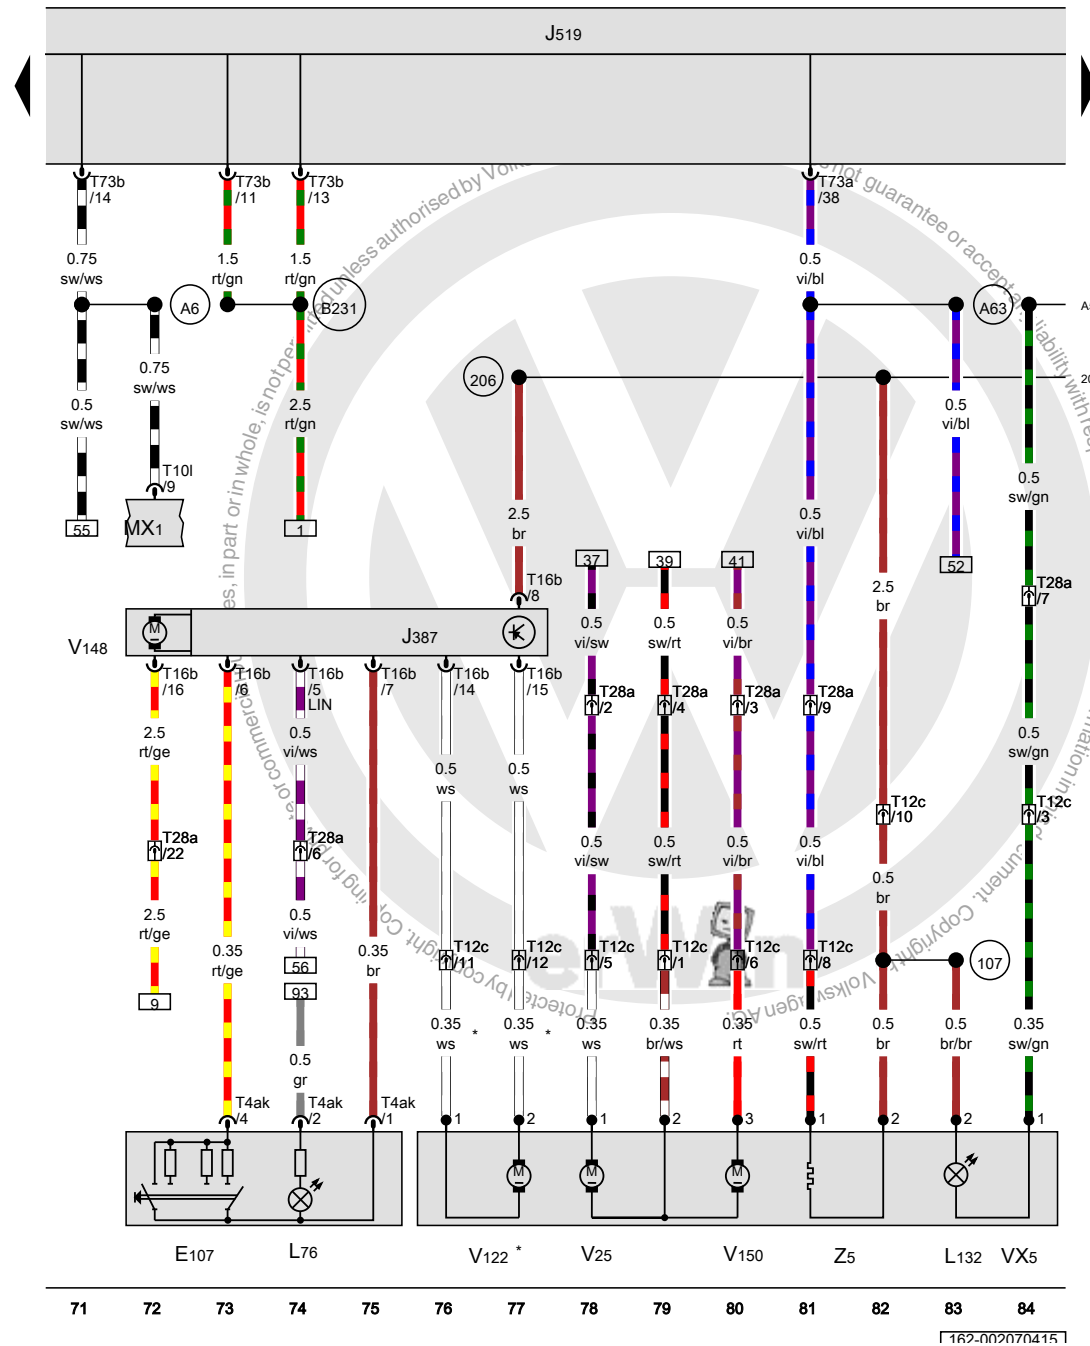 J519
T73b /14
T73b /11
T73b /13
T73a /38
0.75 sw/ws
1.5 rt/gn
1.5 rt/gn
0.5 vi/bl
A6
B231
A63
0.75 sw/ws
206
0.5 sw/ws
2.5 rt/gn
0.5 vi/bl
T10l /9
0.5 sw/gn
55
MX1
1
2.5 br
0.5 vi/bl
37
39
41
52
T16b /8
2.5 br
T28a /7
V148
M
J387
0.5 vi/sw
0.5 sw/rt
0.5 vi/br
T16b /16
T16b /6
T16b /5 LIN
T16b /7
T16b /14
T16b /15
T28a /2
T28a /4
T28a /3
T28a /9
2.5 rt/ge
0.5 vi/ws
0.5 ws
0.5 ws
0.5 sw/gn
T12c /10
T12c /3
T28a /22
T28a /6
0.5 vi/sw
0.5 sw/rt
0.5 vi/br
0.5 vi/bl
0.5 br
2.5 rt/ge
0.5 vi/ws
0.35 rt/ge
0.35 br
T12c /11
T12c /12
T12c /5
T12c /1
T12c /6
T12c /8
107
56
93
9
0.35 ws *
0.35 ws *
0.35 ws
0.35 br/ws
0.35 rt
0.5 sw/rt
0.5 br
0.5 br/br
0.35 sw/gn
0.5 gr
T4ak /4
T4ak /2
T4ak /1
1 2 1 2 3 1 2 2 1
M M M
E107 L76 V122 * V25 V150 Z5 L132 VX5
71 72 73 74 75 76 77 78 79 80 81 82 83 84
162-002070415
erWin